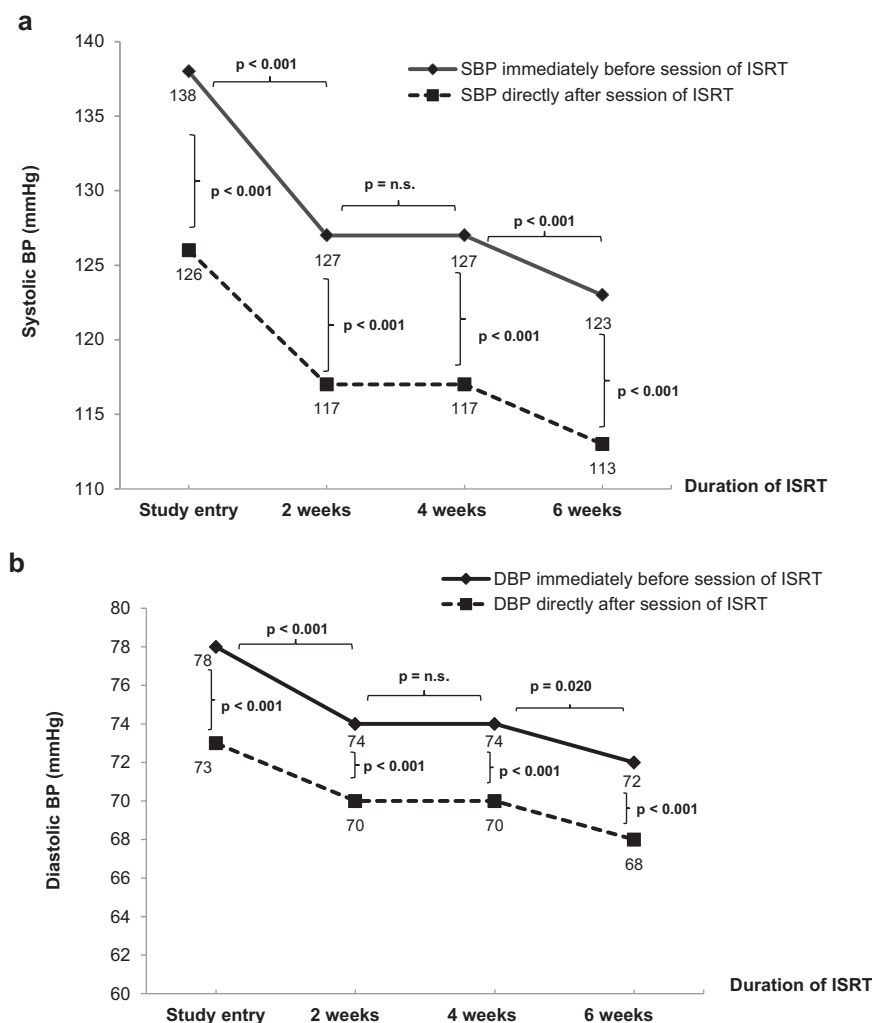 a
140
p < 0.001
SBP immediately before session of ISRT
SBP directly after session of ISRT
138
135
p = n.s.
p < 0.001
130
p < 0.001
127
127
Systolic BP (mmHg)
125
126
123
p < 0.001
p < 0.001
120
p < 0.001
117
117
115
113
110
Duration of ISRT
Study entry
2 weeks
4 weeks
6 weeks
b
DBP immediately before session of ISRT
DBP directly after session of ISRT
80
p < 0.001
78
78
p = n.s.
p = 0.020
76
p < 0.001
74
74
74
73
72
72
p < 0.001
p < 0.001
p < 0.001
Diastolic BP (mmHg)
70
70
70
68
68
66
64
62
60
Duration of ISRT
Study entry
2 weeks
4 weeks
6 weeks